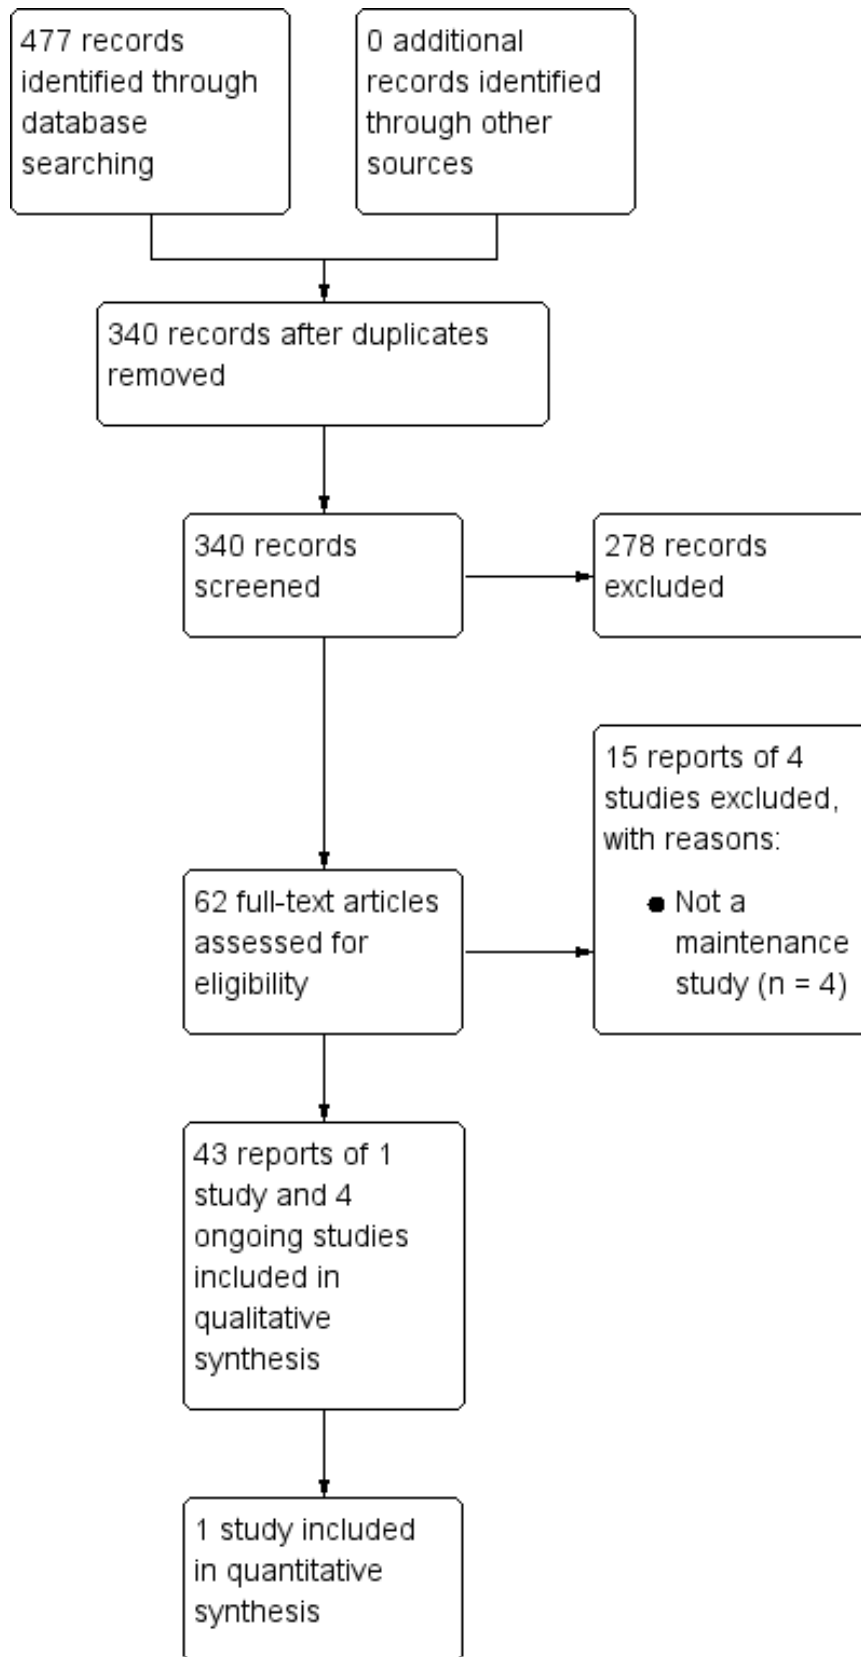 477 records
identified through
database
searching
0 additional
records identified
through other
sources
340 records after duplicates
removed
340 records
screened
278 records
excluded
15 reports of 4
studies excluded,
with reasons:
● Not a
maintenance
study (n = 4)
62 full-text articles
assessed for
eligibility
43 reports of 1
study and 4
ongoing studies
included in
qualitative
synthesis
1 study included
in quantitative
synthesis